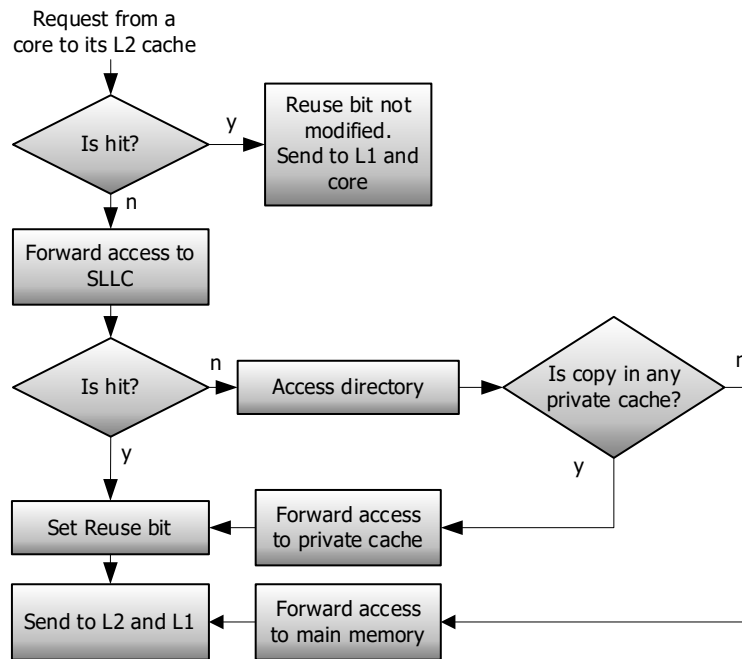 Request from a
core to its L2 cache
Is hit?
y
Reuse bit not
modified.
Send to L1 and
core
n
Forward access to
SLLC
Is hit?
n
Access directory
Is copy in any
private cache?
n
y
y
Set Reuse bit
Forward access
to private cache
Send to L2 and L1
Forward access
to main memory